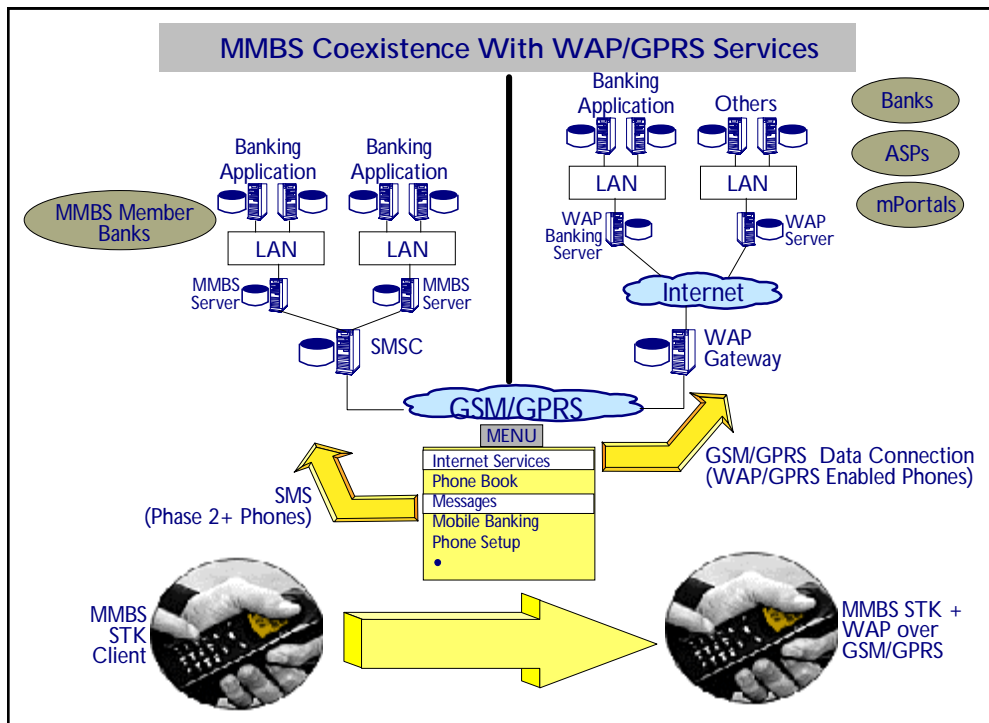 MMBS Coexistence With WAP/GPRS Services
MMBS Member
Banks
Banking
Application
Banking
Application
LAN
LAN
MMBS
Server
MMBS
Server
SMSC
Banking
Application
Others
LAN
LAN
WAP
Banking
Server
WAP
Server
Internet
WAP
Gateway
Banks
ASPs
mPortals
GSM/GPRS
MENU
Internet Services
Phone Book
Messages
Mobile Banking
Phone Setup
•
SMS
(Phase 2+ Phones)
GSM/GPRS Data Connection
(WAP/GPRS Enabled Phones)
MMBS
STK
Client
MMBS STK +
WAP over
GSM/GPRS